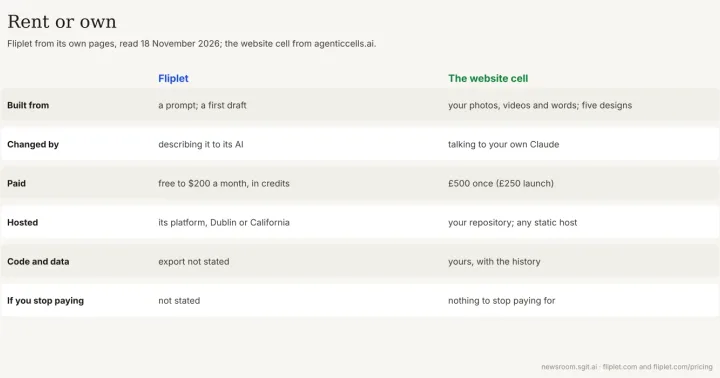 Rent or own
Fliplet from its own pages, read 18 November 2026; the website cell from agenticcells.ai.
Fliplet The website cell
Built from a prompt; a first draft your photos, videos and words; five designs
Changed by describing it to its AI talking to your own Claude
Paid free to $200 a month, in credits £500 once (£250 launch)
Hosted its platform, Dublin or California your repository; any static host
Code and data export not stated yours, with the history
If you stop paying not stated nothing to stop paying for
newsroom.sgit.ai · fliplet.com and fliplet.com/pricing